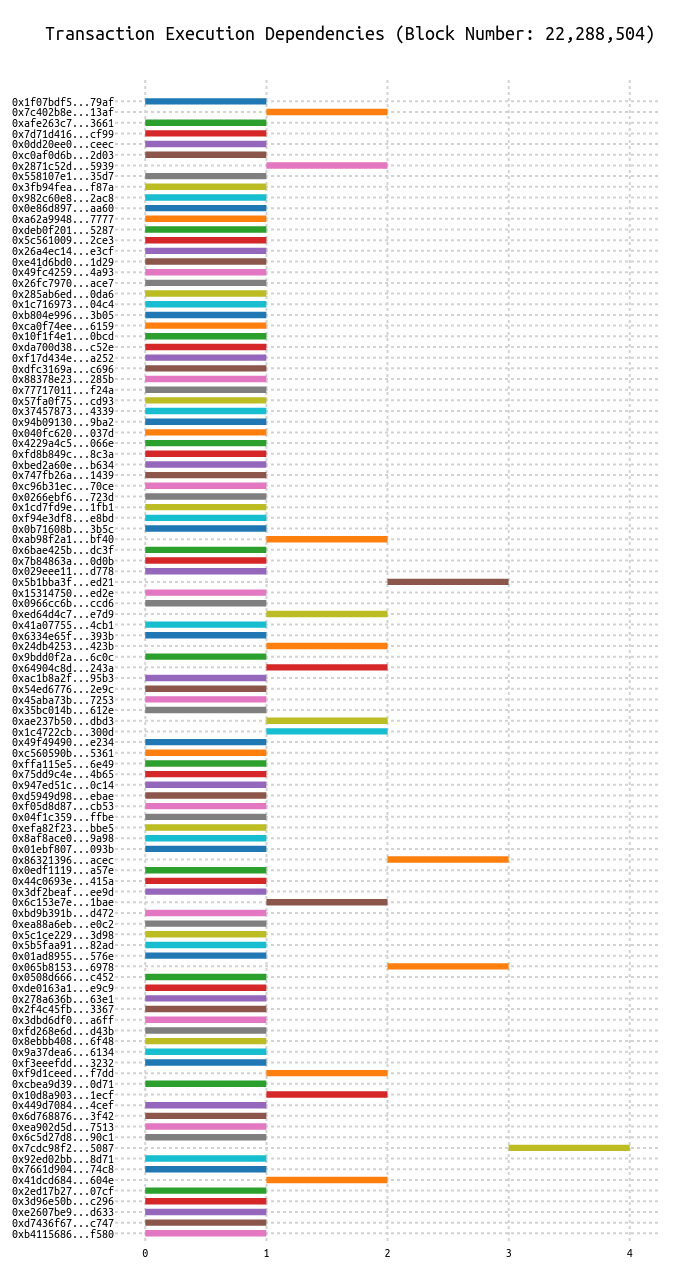 Transaction Execution Dependencies (Block Number: 22,288,504)
0x1f07bdf5...79af
0x7c402b8e...13af
0xafe263c7...3661
0x7d71d416...cf99
0x0dd20ee0...ceec
0xc0af0d6b...2d03
0x2871c52d...5939
0x558107e1...35d7
0x3fb94fea...f87a
0x982c60e8...2ac8
0x0e86d897...aa60
0xa62a9948...7777
0xdeb0f201...5287
0x5c561009...2ce3
0x26a4ec14...e3cf
0xe41d6bd0...1d29
0x49fc4259...4a93
0x26fc7970...ace7
0x285ab6ed...0da6
0x1c716973...04c4
0xb804e996...3b05
0xca0f74ee...6159
0x10f1f4e1...0bcd
0xda700d38...c52e
0xf17d434e...a252
0xdfc3169a...c696
0x88378e23...285b
0x77717011...f24a
0x57fa0f75...cd93
0x37457873...4339
0x94b09130...9ba2
0x040fc620...037d
0x4229a4c5...066e
0xfd8b849c...8c3a
0xbed2a60e...b634
0x747fb26a...1439
0xc96b31ec...70ce
0x0266ebf6...723d
0x1cd7fd9e...1fb1
0xf94e3df8...e8bd
0x0b71608b...3b5c
0xab98f2a1...bf40
0x6bae425b...dc3f
0x7b84863a...0d0b
0x029eee11...d778
0x5b1bba3f...ed21
0x15314750...ed2e
0x0966cc6b...ccd6
0xed64d4c7...e7d9
0x41a07755...4cb1
0x6334e65f...393b
0x24db4253...423b
0x9bdd0f2a...6c0c
0x64904c8d...243a
0xac1b8a2f...95b3
0x54ed6776...2e9c
0x45aba73b...7253
0x35bc014b...612e
0xae237b50...dbd3
0x1c4722cb...300d
0x49f49490...e234
0xc560590b...5361
0xffa115e5...6e49
0x75dd9c4e...4b65
0x947ed51c...0c14
0xd5949d98...ebae
0xf05d8d87...cb53
0x04f1c359...ffbe
0xefa82f23...bbe5
0x8af8ace0...9a98
0x01ebf807...093b
0x86321396...acec
0x0edf1119...a57e
0x44c0693e...415a
0x3df2beaf...ee9d
0x6c153e7e...1bae
0xbd9b391b...d472
0xea88a6eb...e0c2
0x5c1ce229...3d98
0x5b5faa91...82ad
0x01ad8955...576e
0x065b8153...6978
0x0508d666...c452
0xde0163a1...e9c9
0x278a636b...63e1
0x2f4c45fb...3367
0x3dbd6df0...a6ff
0xfd268e6d...d43b
0x8ebbb408...6f48
0x9a37dea6...6134
0xf3eeefdd...3232
0xf9d1ceed...f7dd
0xcbea9d39...0d71
0x10d8a903...1ecf
0x449d7084...4cef
0x6d768876...3f42
0xea902d5d...7513
0x6c5d27d8...90c1
0x7cdc98f2...5087
0x92ed02bb...8d71
0x7661d904...74c8
0x41dcd684...604e
0x2ed17b27...07cf
0x3d96e50b...c296
0xe2607be9...d633
0xd7436f67...c747
0xb4115686...f580
0 1 2 3 4